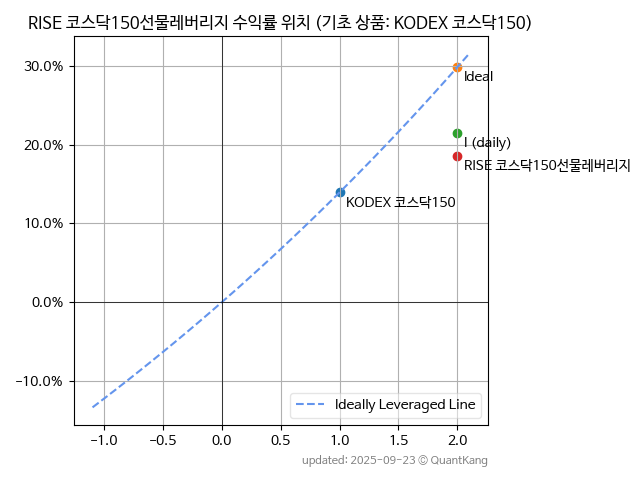 RISE 코스닥150선물레버리지 수익률 위치 (기초 상품: KODEX 코스닥150)
30.0%
20.0%
10.0%
0.0%
−10.0%
Ideal
l (daily)
RISE 코스닥150선물레버리지
KODEX 코스닥150
Ideally Leveraged Line
−1.0 −0.5 0.0 0.5 1.0 1.5 2.0
updated: 2025-09-23 © QuantKang